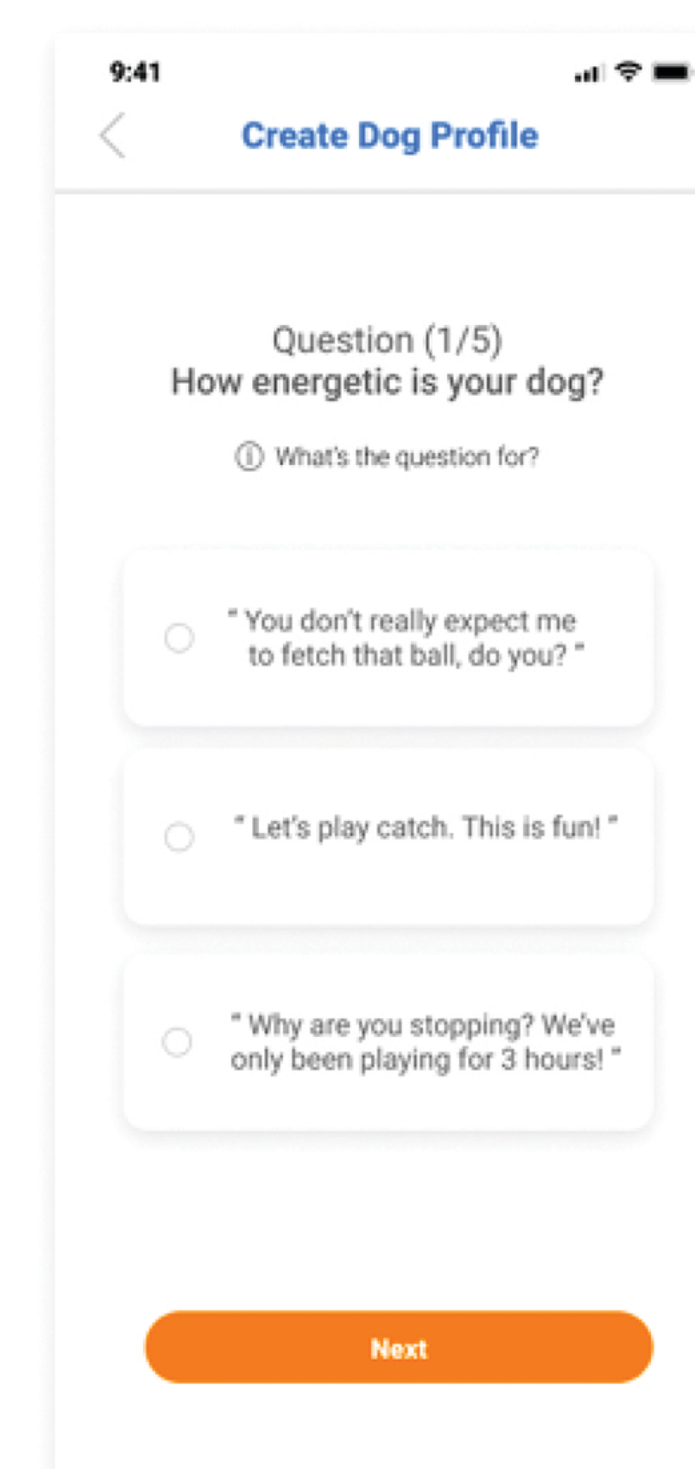 9:41
Create Dog Profile
Question (1/5)
How energetic is your dog?
What's the question for?
" You don't really expect me
to fetch that ball, do you? "
" Let's play catch. This is fun! "
" Why are you stopping? We've
only been playing for 3 hours! "
Next